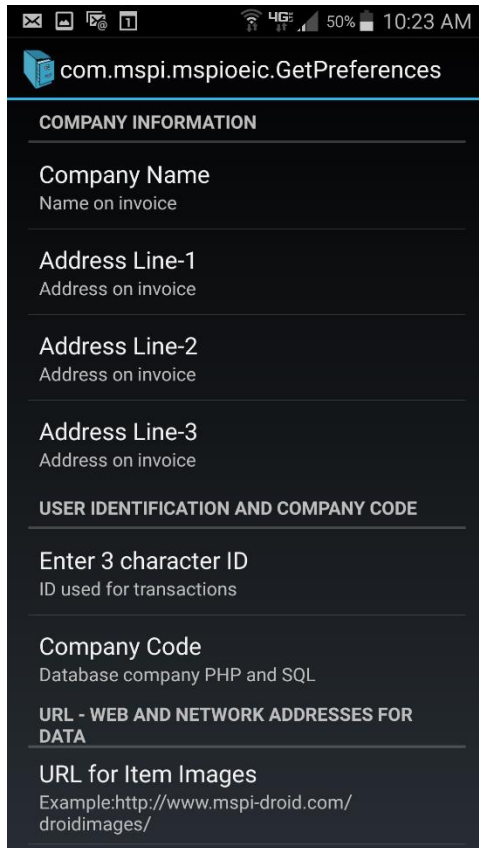 1 4GE 50% 10:23 AM
com.mspi.mspioeic.GetPreferences
COMPANY INFORMATION
Company Name
Name on invoice
Address Line-1
Address on invoice
Address Line-2
Address on invoice
Address Line-3
Address on invoice
USER IDENTIFICATION AND COMPANY CODE
Enter 3 character ID
ID used for transactions
Company Code
Database company PHP and SQL
URL - WEB AND NETWORK ADDRESSES FOR
DATA
URL for Item Images
Example:http://www.mspi-droid.com/
droidimages/